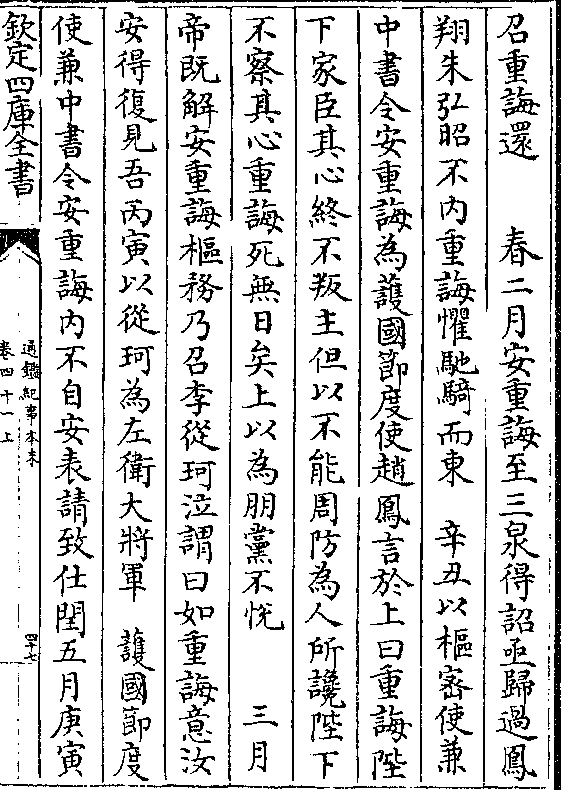 召重誨還　　春二月安重誨至三泉得詔亟歸過鳳
翔朱弘昭不内重誨懼馳騎而東　辛丑以樞密使兼
中書令安重誨為護國節度使趙鳳言於上曰重誨陛
下家臣其心終不叛主但以不能周防為人所讒陛下
不察其心重誨死無日矣上以為朋黨不悦　　三月
帝既解安重誨樞務乃召李從珂泣謂曰如重誨意汝
安得復見吾丙寅以從珂為左衛大將軍　護國節度
使兼中書令安重誨内不自安表請致仕閏五月庚寅
欽定四庫全書
通鑑紀事本末
卷四十一上
四十七